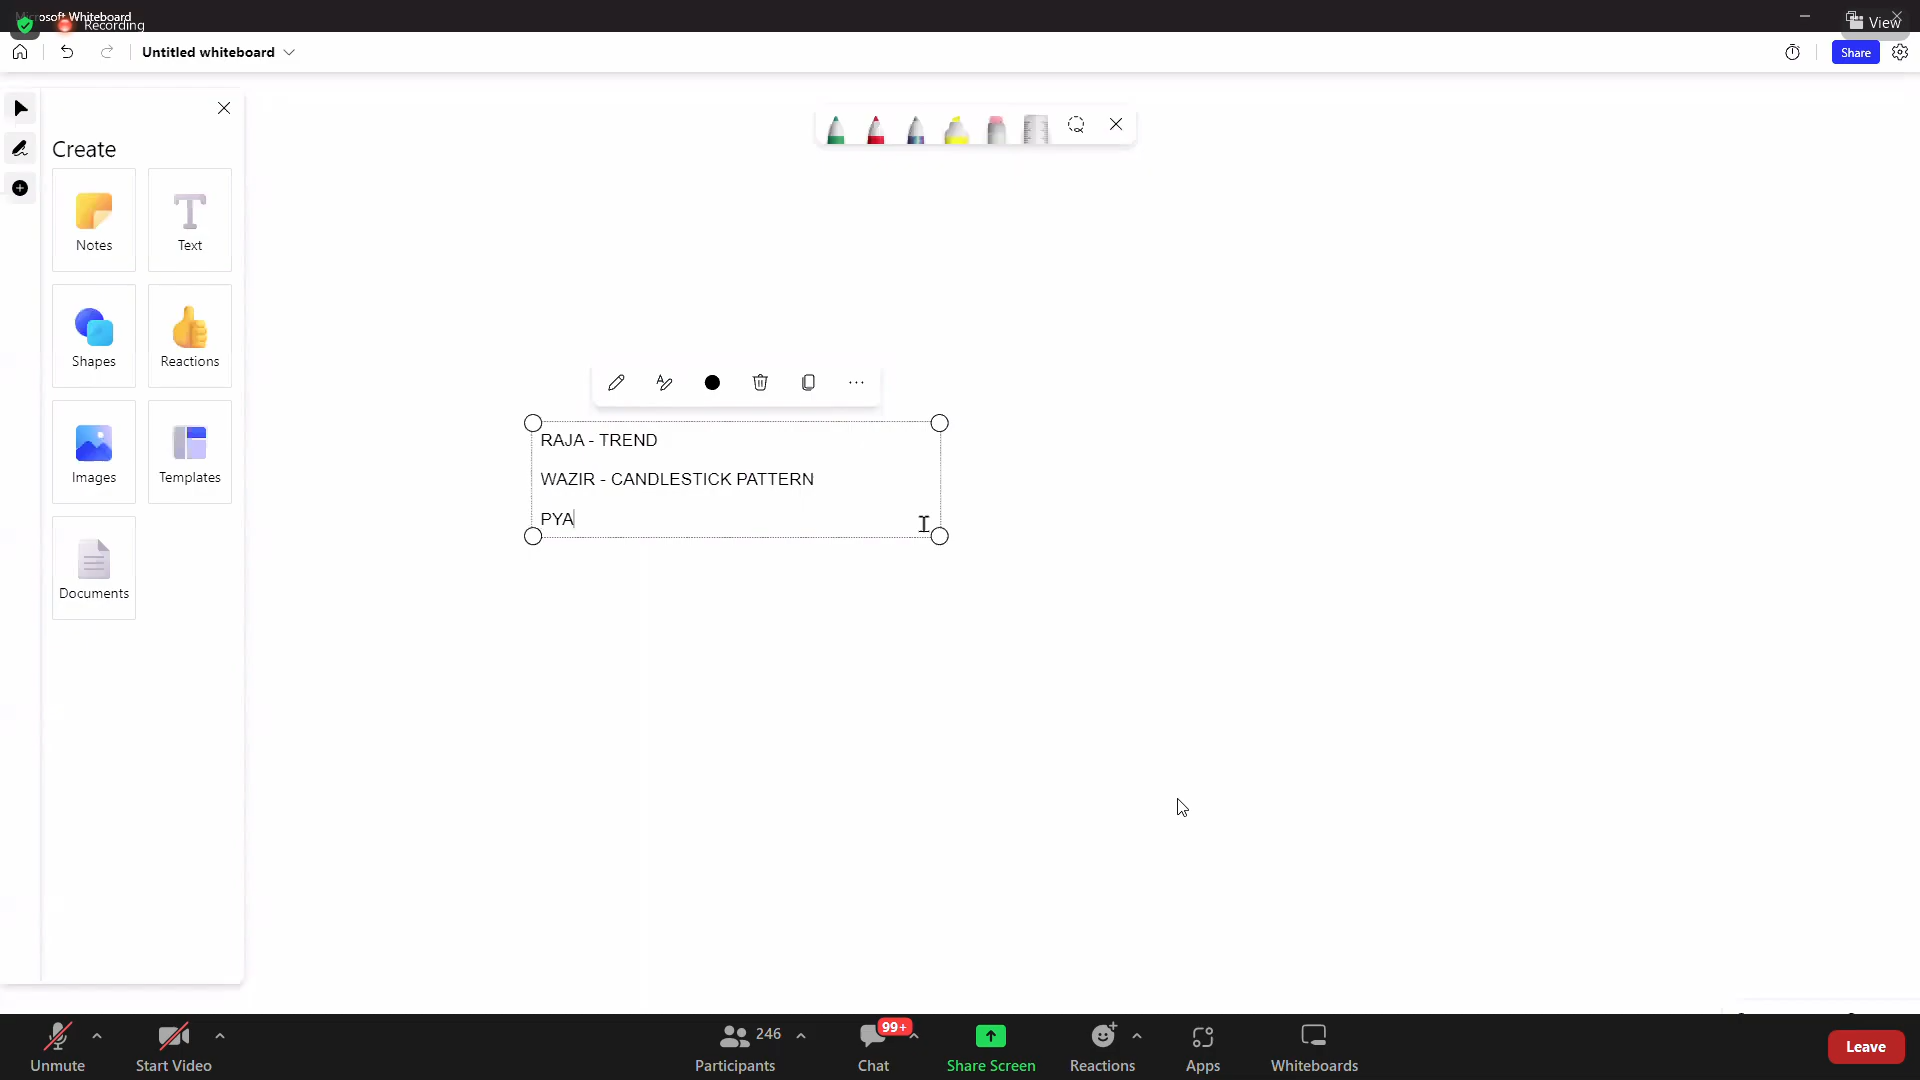 Microsoft Whiteboard
Recording
View
Untitled whiteboard
Share
Create
Notes
Text
Shapes
Reactions
Images
Templates
Documents
RAJA - TREND
WAZIR - CANDLESTICK PATTERN
PYA
Unmute
Start Video
246
Participants
99+
Chat
Share Screen
Reactions
Apps
Whiteboards
Leave